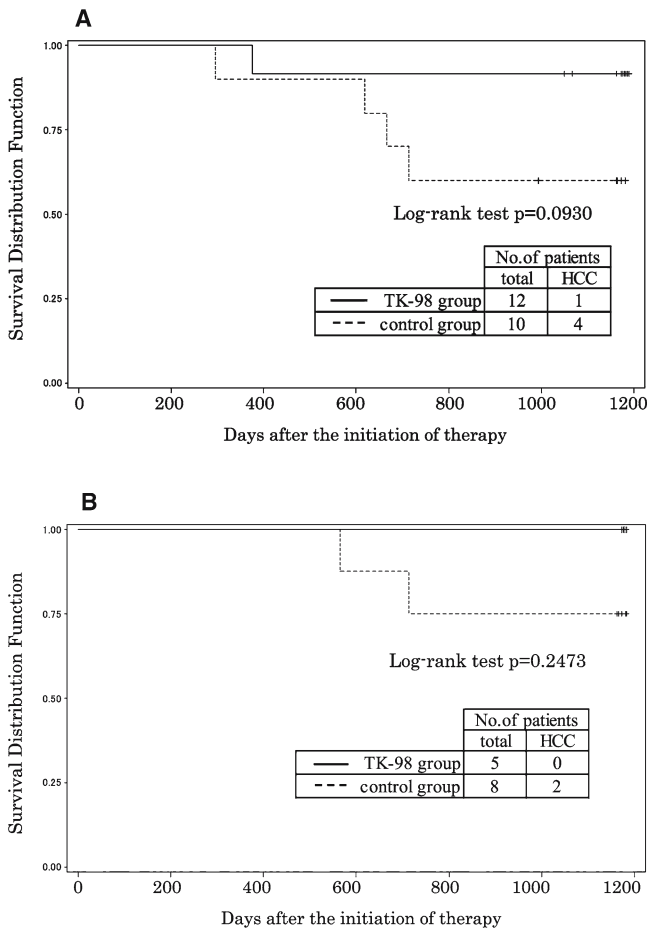 A
Survival Distribution Function
1.00
0.75
0.50
0.25
0.00
Log-rank test p=0.0930
No.of patients
total HCC
TK-98 group 12 1
control group 10 4
0 200 400 600 800 1000 1200
Days after the initiation of therapy
B
Survival Distribution Function
1.00
0.75
0.50
0.25
0.00
Log-rank test p=0.2473
No.of patients
total HCC
TK-98 group 5 0
control group 8 2
0 200 400 600 800 1000 1200
Days after the initiation of therapy